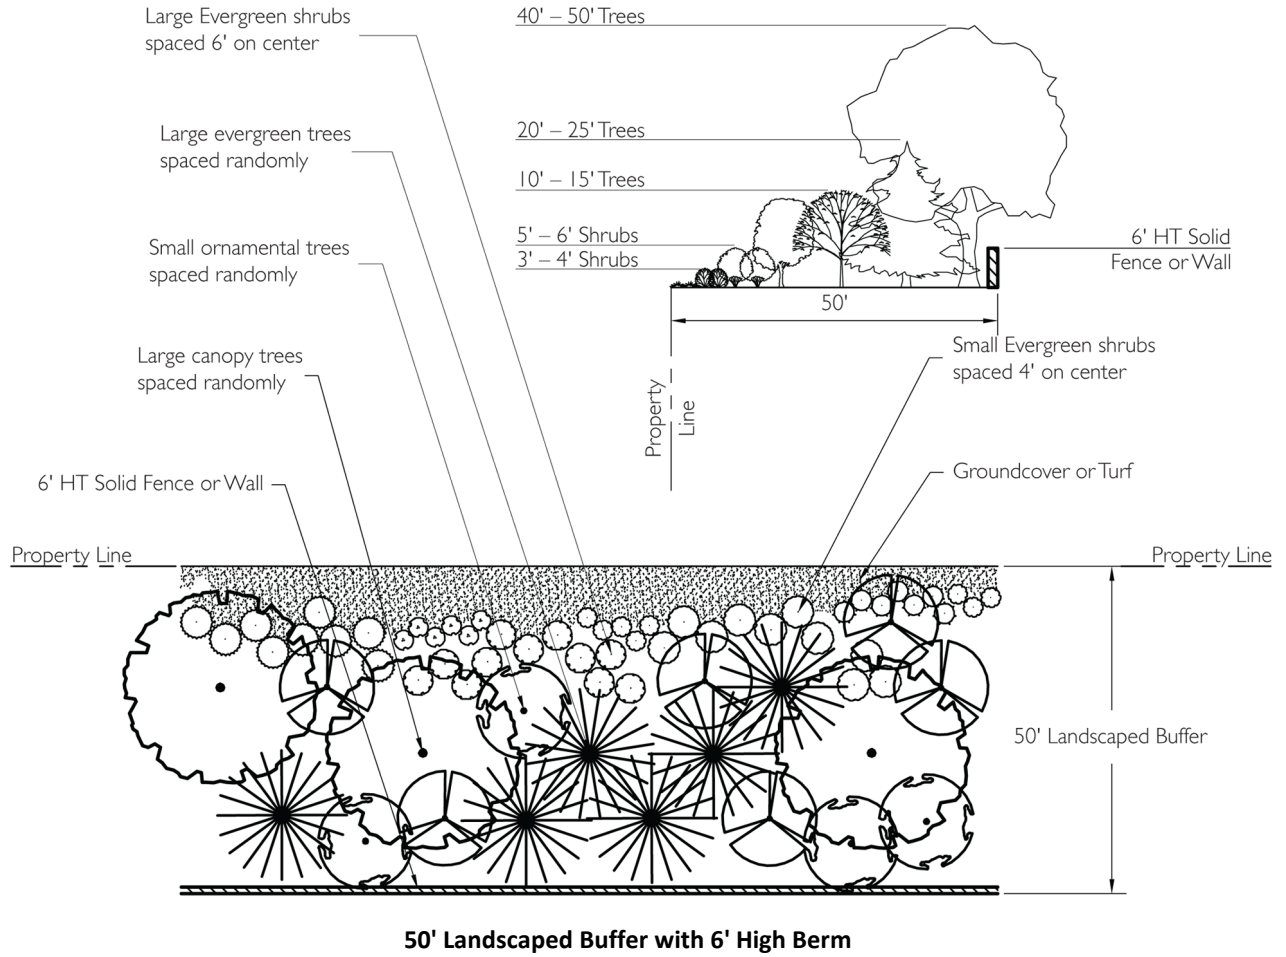 Large Evergreen shrubs
spaced 6' on center
Large evergreen trees
spaced randomly
Small ornamental trees
spaced randomly
Large canopy trees
spaced randomly
6' HT Solid Fence or Wall
40' – 50' Trees
20' – 25' Trees
10' – 15' Trees
5' – 6' Shrubs
3' – 4' Shrubs
6' HT Solid
Fence or Wall
50'
Property
Line
Small Evergreen shrubs
spaced 4' on center
Groundcover or Turf
Property Line
Property Line
50' Landscaped Buffer
50' Landscaped Buffer with 6' High Berm